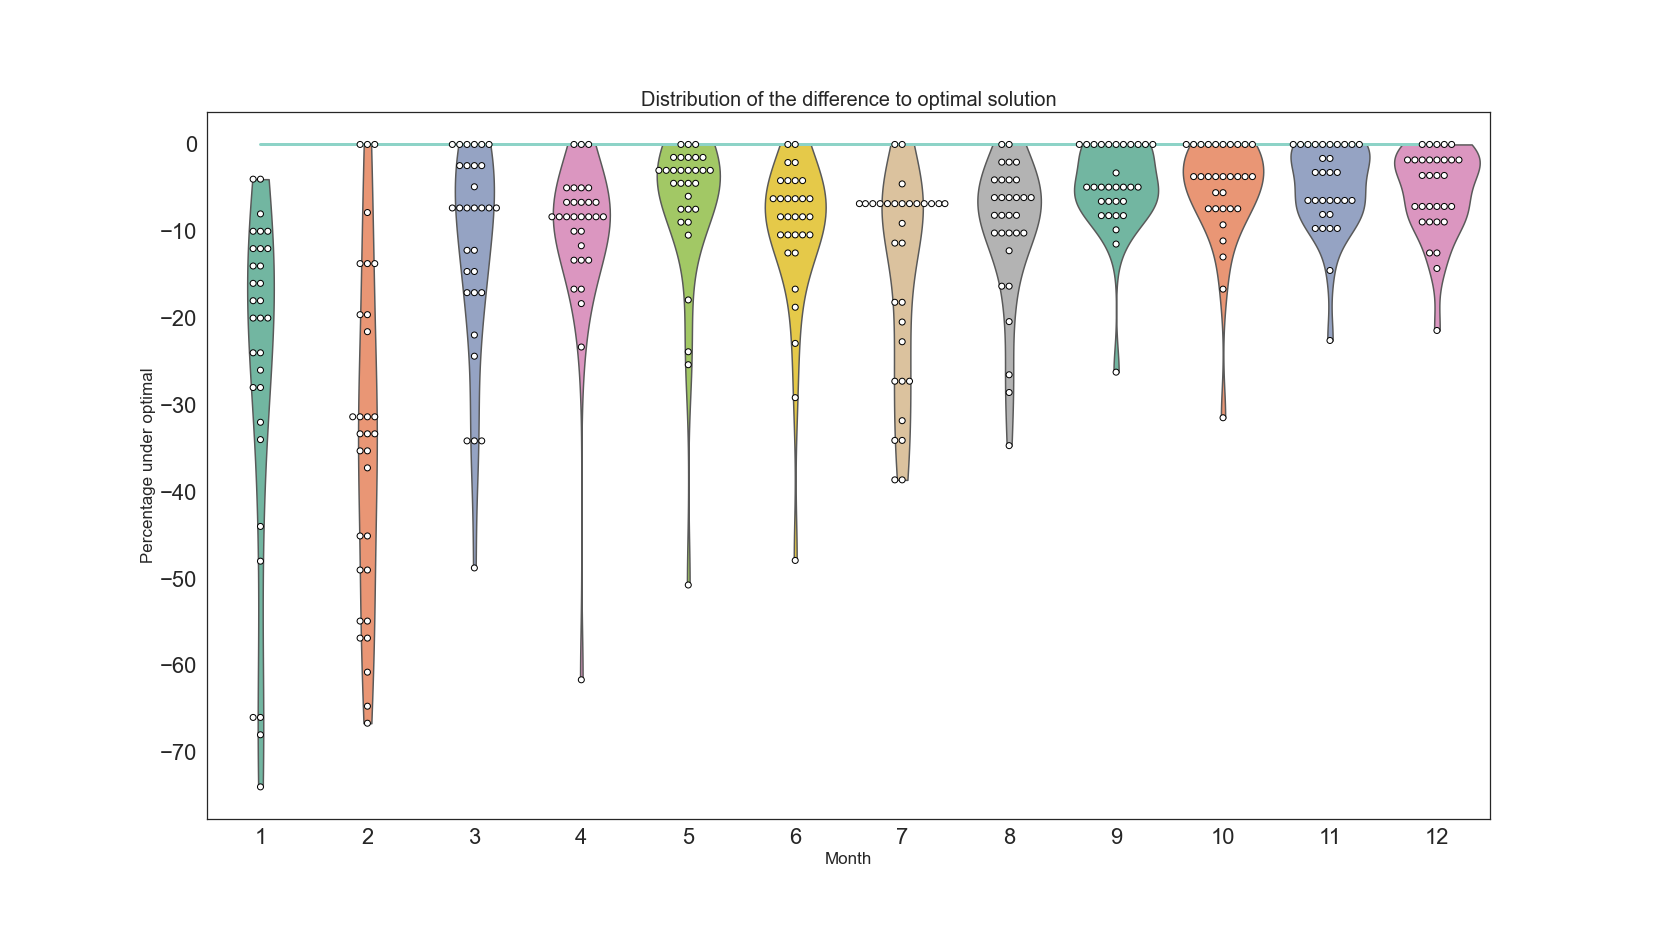 Distribution of the difference to optimal solution
Percentage under optimal
0
−10
−20
−30
−40
−50
−60
−70
1 2 3 4 5 6 7 8 9 10 11 12
Month